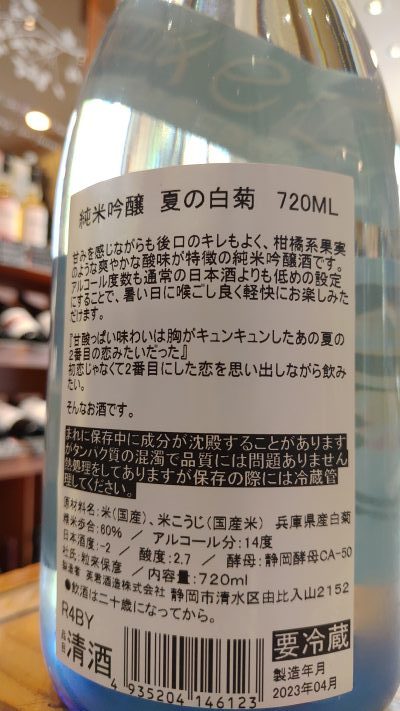 純米吟醸 夏の白菊 720ML
甘みを感じながらも後口のキレもよく、柑橘系果実
のような爽やかな酸味が特徴の純米吟醸酒です。
アルコール度数も通常の日本酒よりも低めの設定
にすることで、暑い日に喉ごし良く軽快にお楽しみた
だけます。
『甘酸っぱい味わいは胸がキュンキュンしたあの夏の
2番目の恋みたいだった』
初恋じゃなくて2番目にした恋を思い出しながら飲み
たい。
そんなお酒です。
まれに保存中に成分が沈殿することがあります
がタンパク質の混濁で品質には問題ありません
熱処理をしてありますが保存の際には冷蔵管
理してください。
原材料名:米(国産)、米こうじ(国産米) 兵庫県産白菊
精米歩合:60% / アルコール分:14度
日本酒度:-2 / 酸度:2.7 / 酵母:静岡酵母CA-50
杜氏:粒來保彦 / 内容量:720ml
製造者 英君酒造株式会社 静岡市清水区由比入山2152
●飲酒は二十歳になってから。
R4BY
品目 清酒
4 935204 146123
要冷蔵
製造年月
2023年04月